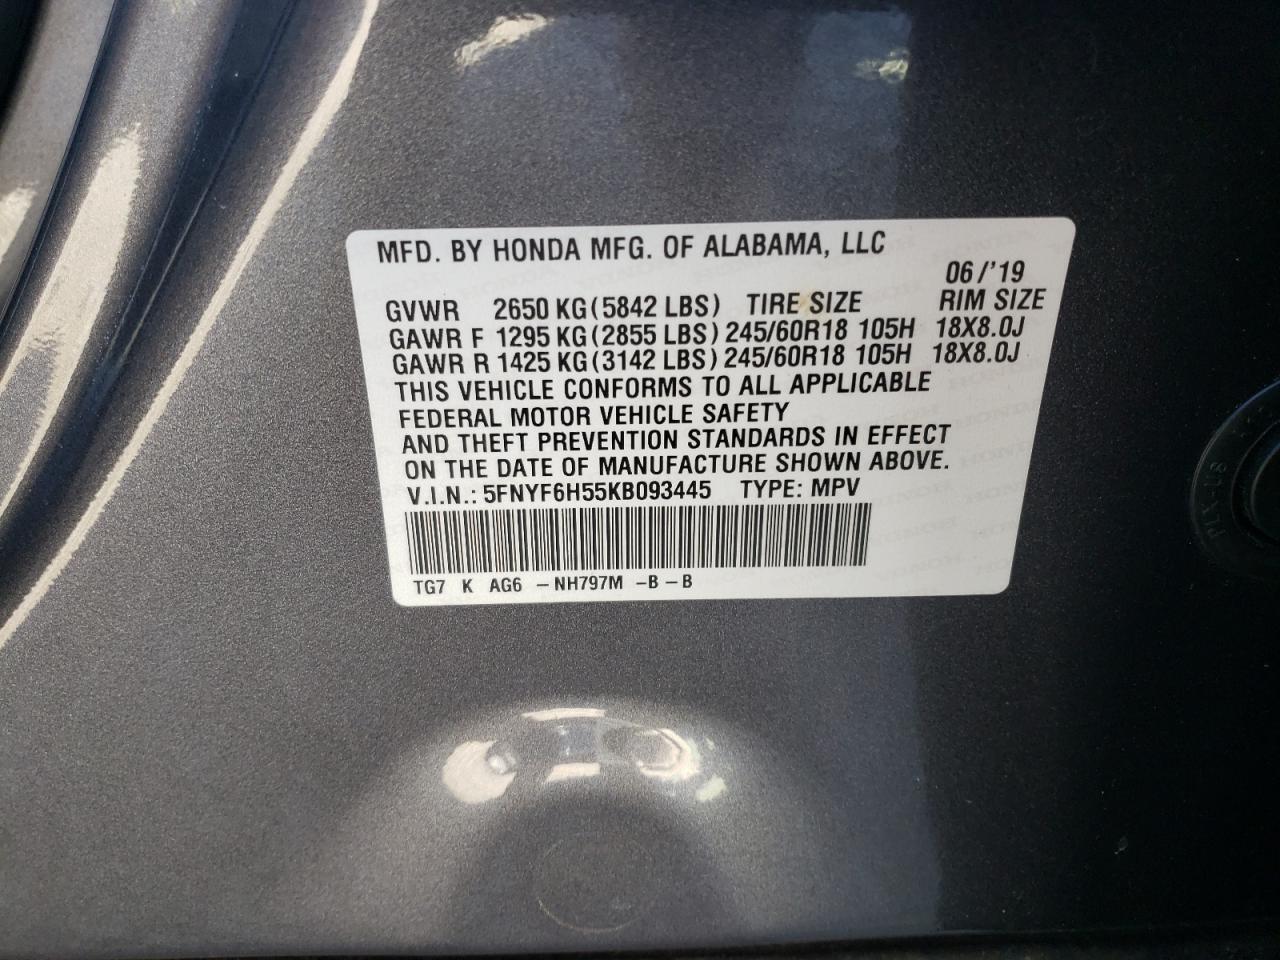 MFD. BY HONDA MFG. OF ALABAMA, LLC
06/'19
GVWR 2650 KG(5842 LBS) TIRE SIZE RIM SIZE
GAWR F 1295 KG(2855 LBS) 245/60R18 105H 18X8.0J
GAWR R 1425 KG(3142 LBS) 245/60R18 105H 18X8.0J
THIS VEHICLE CONFORMS TO ALL APPLICABLE
FEDERAL MOTOR VEHICLE SAFETY
AND THEFT PREVENTION STANDARDS IN EFFECT
ON THE DATE OF MANUFACTURE SHOWN ABOVE.
V.I.N.: 5FNYF6H55KB093445 TYPE: MPV
TG7 K AG6 – NH797M – B – B